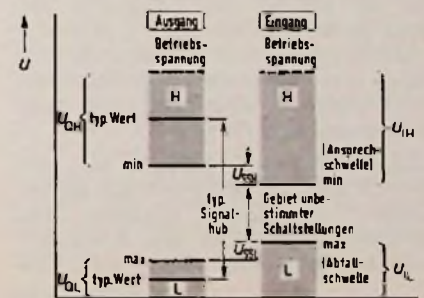 Ausgang Eingang
Betriebs- Betriebs-
spannung spannung
U
H H
U_QH typ. Wert U_IH
(Ansprech-
schwelle)
min min
U_SSH
typ. Signal- hub
Gebiet unbe-
stimmter
Schaltstellungen
max
U_SSL
max (Abfall-
schwelle
U_QL typ. Wert L U_IL
L